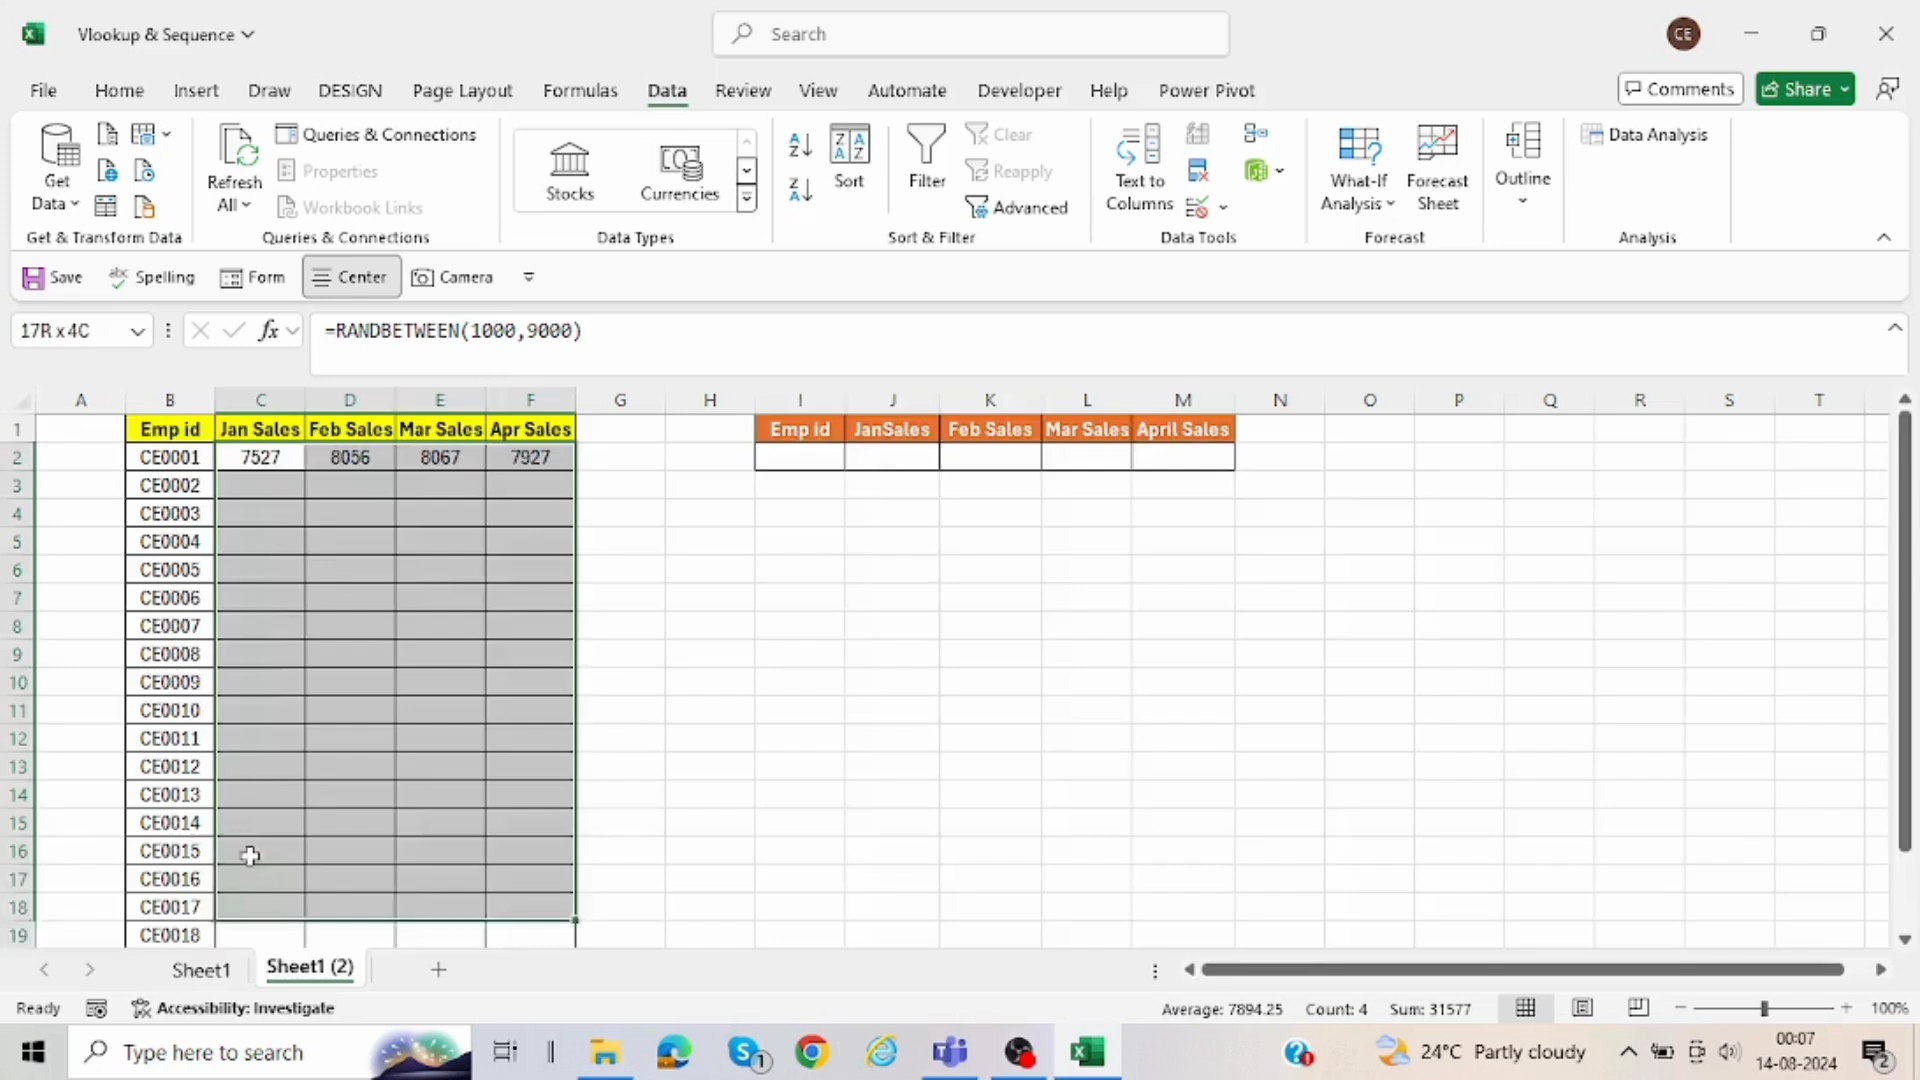 Vlookup & Sequence
Search
CE
File Home Insert Draw DESIGN Page Layout Formulas Data Review View Automate Developer Help Power Pivot
Comments Share
Get Data
Refresh All
Queries & Connections
Properties
Workbook Links
Stocks
Currencies
Sort
Filter
Clear
Reapply
Advanced
Text to Columns
What-If Analysis
Forecast Sheet
Outline
Data Analysis
Get & Transform Data Queries & Connections Data Types Sort & Filter Data Tools Forecast Analysis
Save Spelling Form Center Camera
17R x 4C fx =RANDBETWEEN(1000,9000)
A B C D E F G H I J K L M N O P Q R S T
1 Emp id Jan Sales Feb Sales Mar Sales Apr Sales Emp id JanSales Feb Sales Mar Sales April Sales
2 CE0001 7527 8056 8067 7927
3 CE0002
4 CE0003
5 CE0004
6 CE0005
7 CE0006
8 CE0007
9 CE0008
10 CE0009
11 CE0010
12 CE0011
13 CE0012
14 CE0013
15 CE0014
16 CE0015
17 CE0016
18 CE0017
19 CE0018
Sheet1 Sheet1 (2)
Ready Accessibility: Investigate Average: 7894.25 Count: 4 Sum: 31577 100%
Type here to search 1 24°C Partly cloudy 00:07
14-08-2024 2